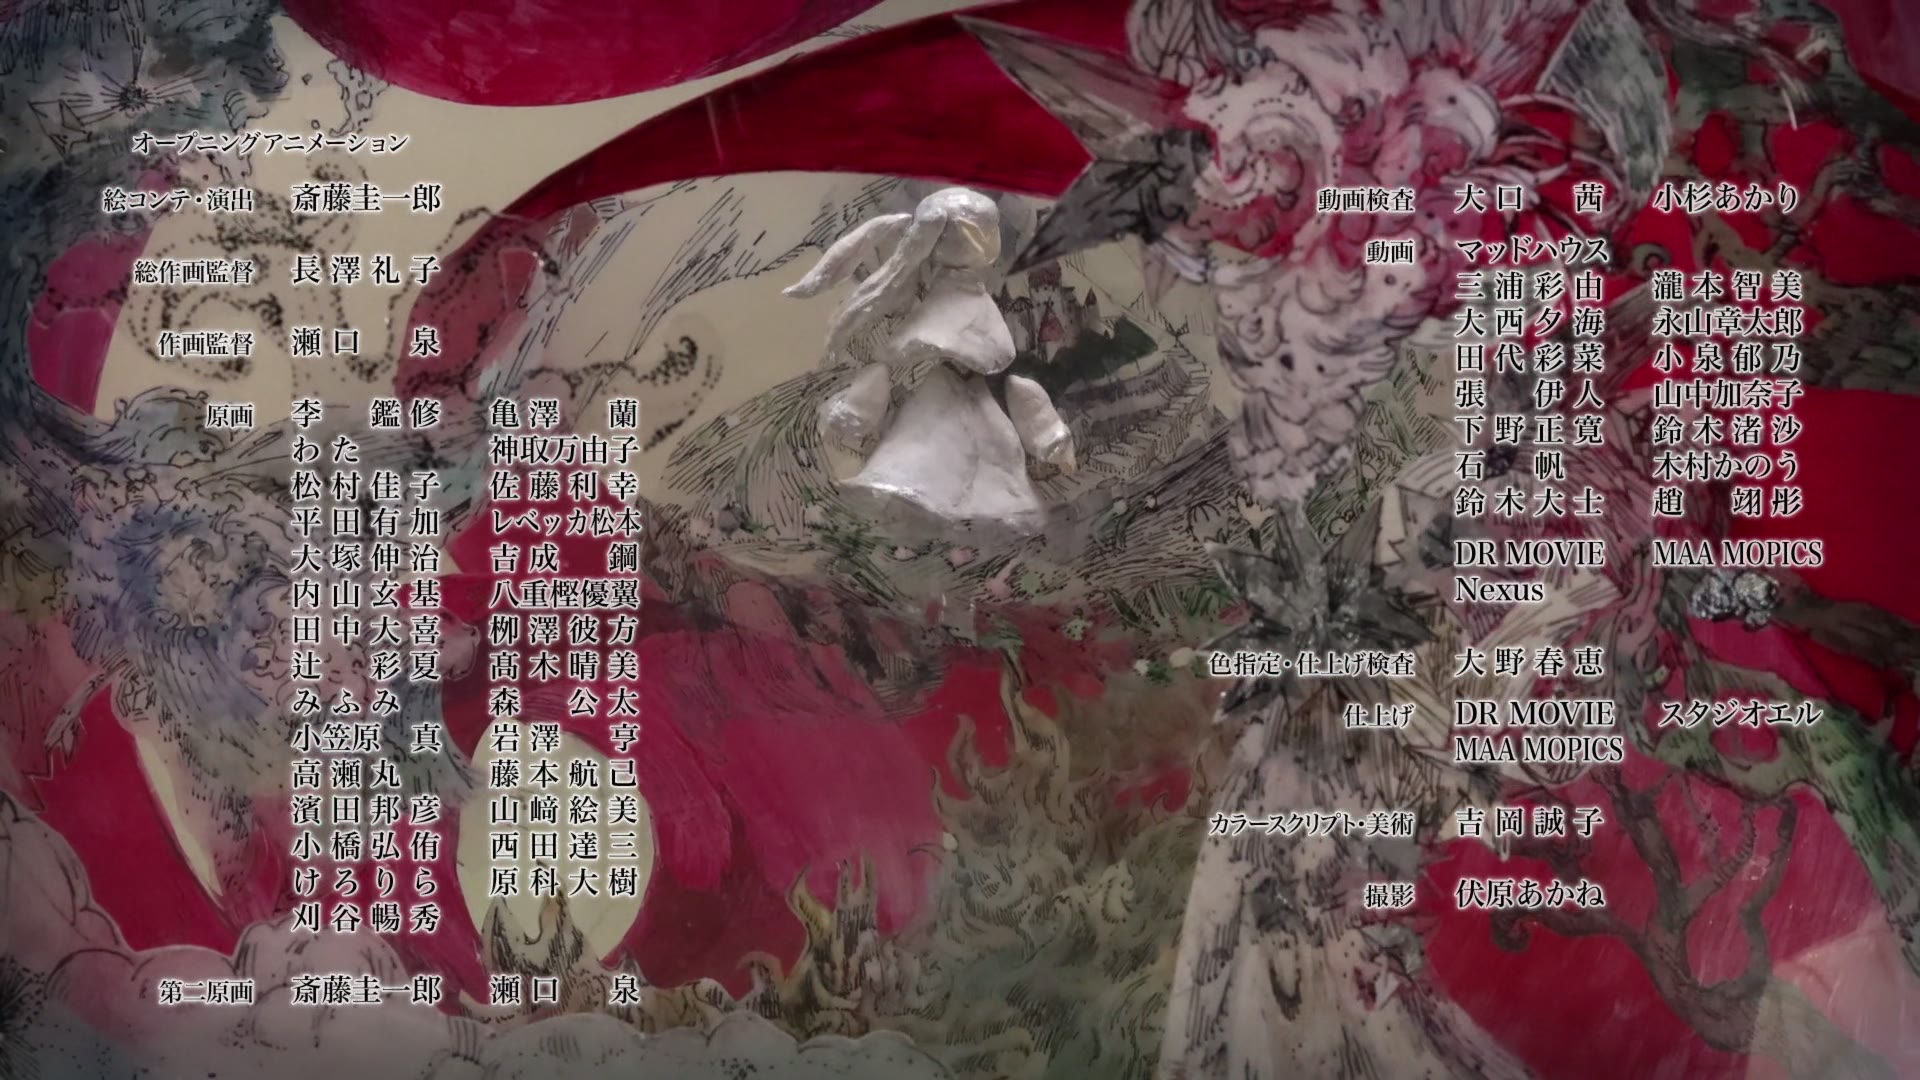 オープニングアニメーション
絵コンテ・演出 斎藤圭一郎
総作画監督 長澤礼子
作画監督 瀬口 泉
原画 李 鑑修 亀澤 蘭
わた 神取万由子
松村佳子 佐藤利幸
平田有加 レベッカ松本
大塚伸治 吉成 鋼
内山玄基 八重樫優翼
田中大喜 柳澤彼方
辻 彩夏 髙木晴美
みふみ 森 公太
小笠原 真 岩澤 亨
高瀬丸 藤本航己
濱田邦彦 山﨑絵美
小橋弘侑 西田達三
けろりら 原科大樹
刈谷暢秀
第二原画 斎藤圭一郎 瀬口 泉
動画検査 大口 茜 小杉あかり
動画 マッドハウス
三浦彩由 瀧本智美
大西夕海 永山章太郎
田代彩菜 小泉郁乃
張 伊人 山中加奈子
下野正寛 鈴木渚沙
石 帆 木村かのう
鈴木大士 趙 翊彤
DR MOVIE MAA MOPICS
Nexus
色指定・仕上げ検査 大野春恵
仕上げ DR MOVIE スタジオエル
MAA MOPICS
カラースクリプト・美術 吉岡誠子
撮影 伏原あかね